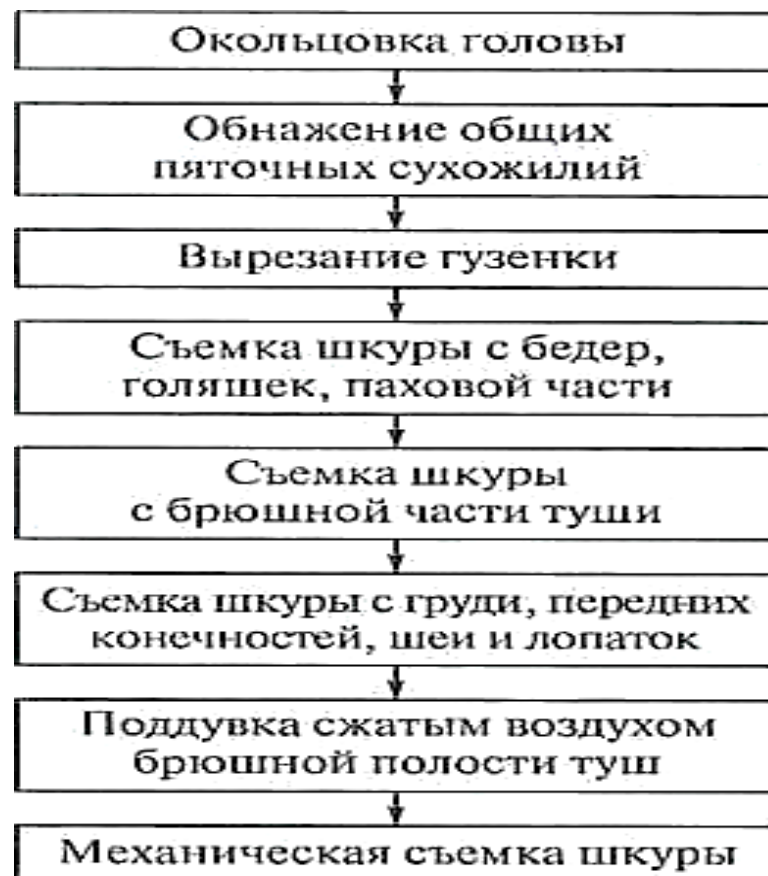 Окольцовка головы
Обнажение общих
пяточных сухожилий
Вырезание гузенки
Съемка шкуры с бедер,
голяшек, паховой части
Съемка шкуры
с брюшной части туши
Съемка шкуры с груди, передних
конечностей, шеи и лопаток
Поддувка сжатым воздухом
брюшной полости туш
Механическая съемка шкуры